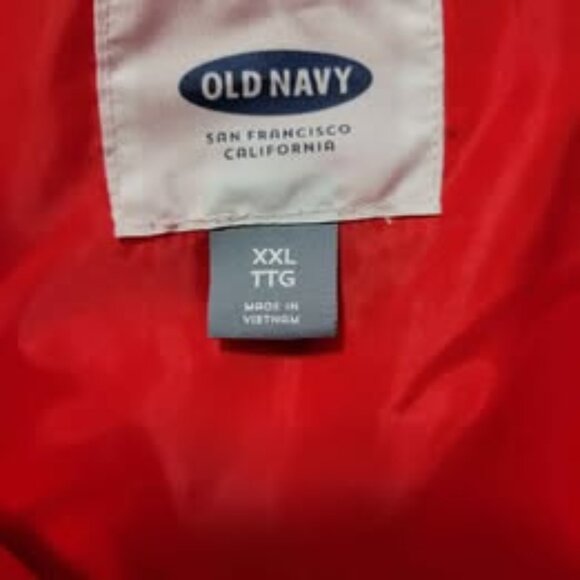 OLD NAVY
SAN FRANCISCO
CALIFORNIA
XXL
TTG
MADE IN
VIETNAM